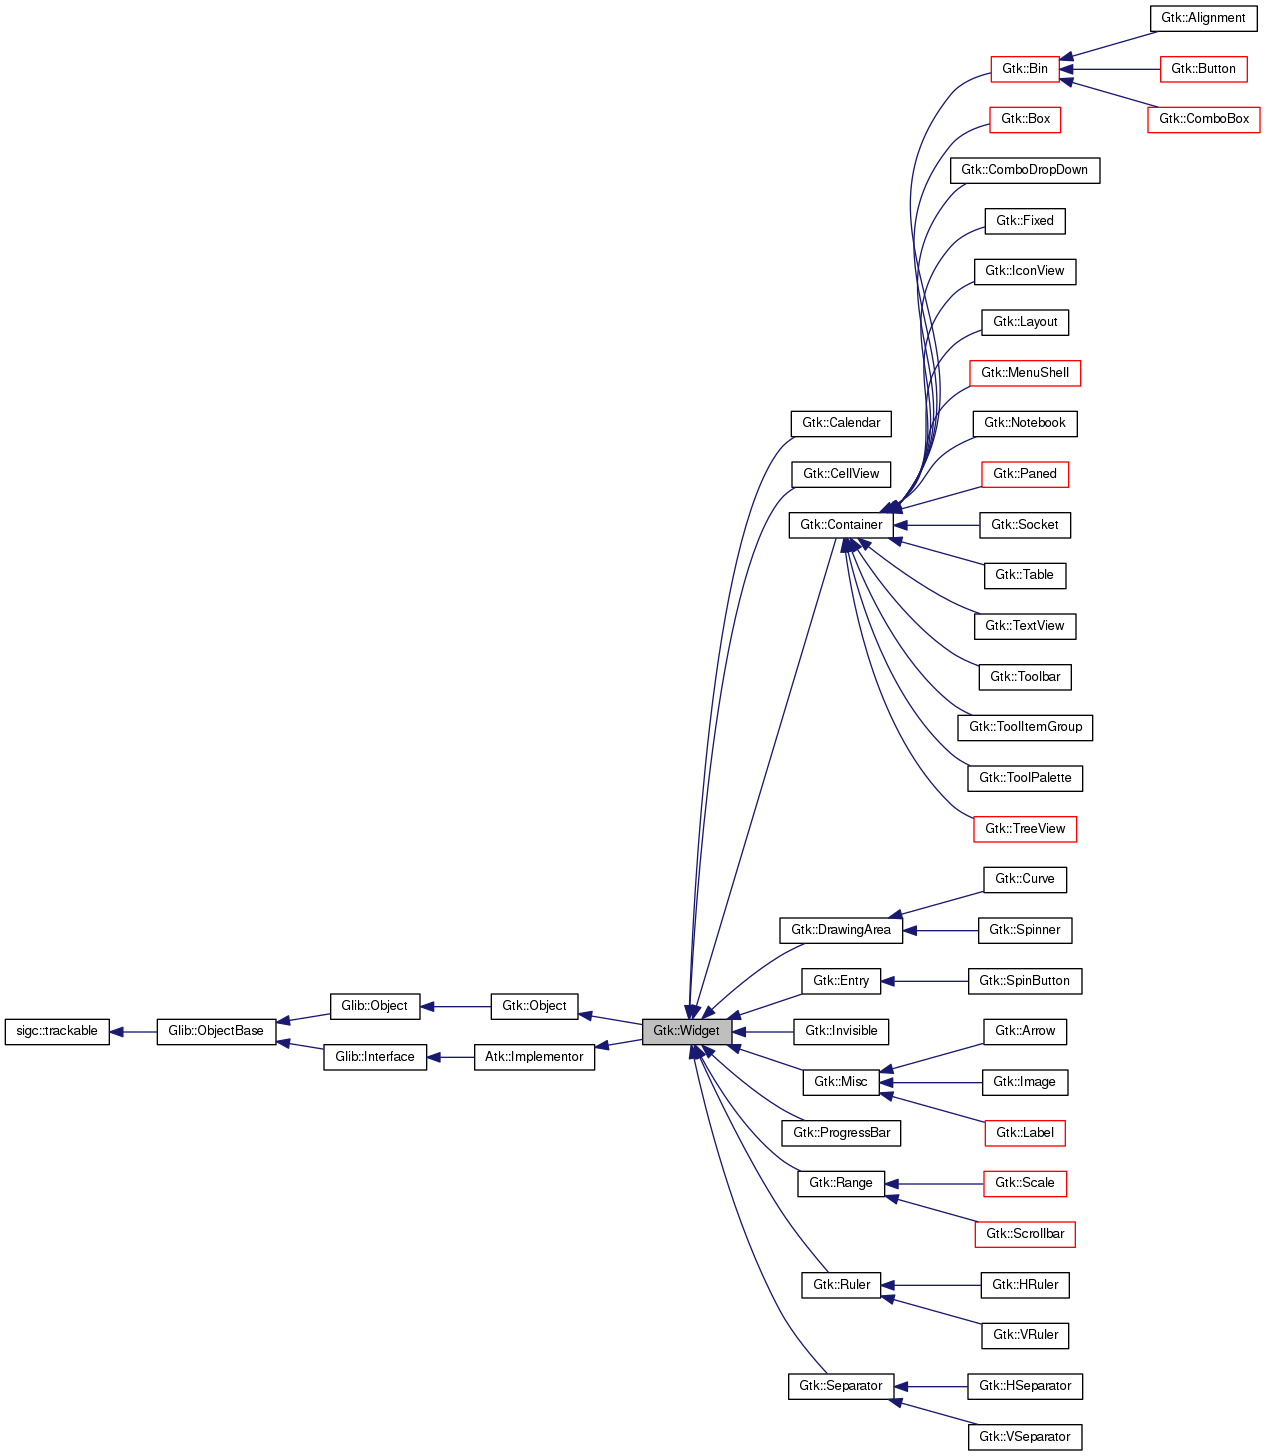 Gtk::Alignment
Gtk::Bin
Gtk::Button
Gtk::Box
Gtk::ComboBox
Gtk::ComboDropDown
Gtk::Fixed
Gtk::IconView
Gtk::Layout
Gtk::MenuShell
Gtk::Calendar
Gtk::Notebook
Gtk::CellView
Gtk::Paned
Gtk::Container
Gtk::Socket
Gtk::Table
Gtk::TextView
Gtk::Toolbar
Gtk::ToolItemGroup
Gtk::ToolPalette
Gtk::TreeView
Gtk::Curve
Gtk::DrawingArea
Gtk::Spinner
Gtk::Entry
Gtk::SpinButton
Glib::Object
Gtk::Object
sigc::trackable
Glib::ObjectBase
Gtk::Widget
Gtk::Invisible
Gtk::Arrow
Glib::Interface
Atk::Implementor
Gtk::Misc
Gtk::Image
Gtk::ProgressBar
Gtk::Label
Gtk::Range
Gtk::Scale
Gtk::Scrollbar
Gtk::Ruler
Gtk::HRuler
Gtk::VRuler
Gtk::Separator
Gtk::HSeparator
Gtk::VSeparator